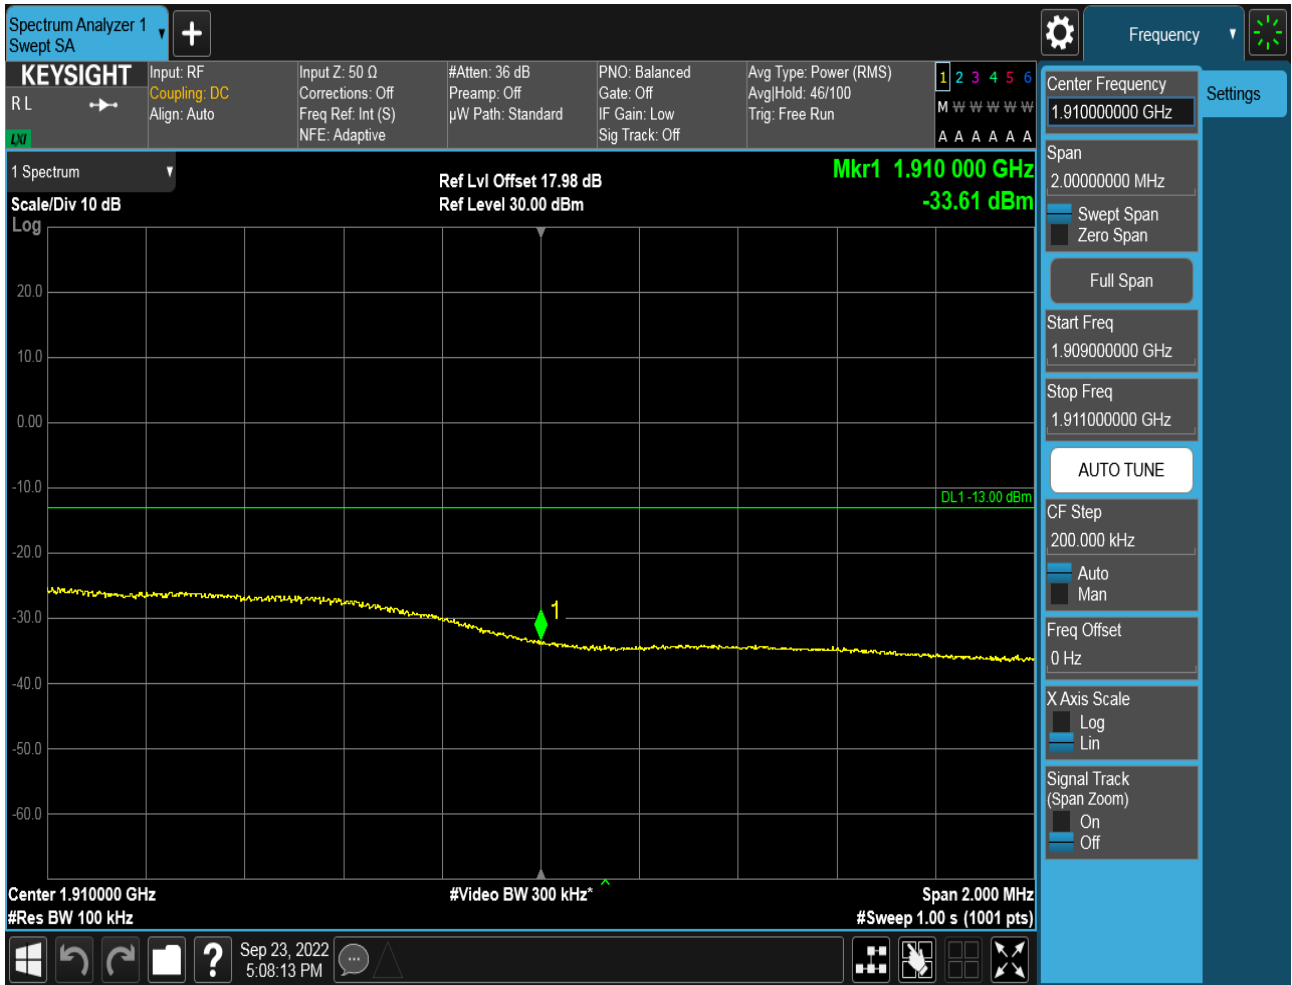 Spectrum Analyzer 1
Swept SA
Frequency
KEYSIGHT
R L
LXI
Input: RF
Coupling: DC
Align: Auto
Input Z: 50 Ω
Corrections: Off
Freq Ref: Int (S)
NFE: Adaptive
#Atten: 36 dB
Preamp: Off
µW Path: Standard
PNO: Balanced
Gate: Off
IF Gain: Low
Sig Track: Off
Avg Type: Power (RMS)
Avg|Hold: 46/100
Trig: Free Run
1 2 3 4 5 6
M W W W W W
A A A A A A
1 Spectrum
Scale/Div 10 dB
Log
Ref Lvl Offset 17.98 dB
Ref Level 30.00 dBm
Mkr1 1.910 000 GHz
-33.61 dBm
20.0
10.0
0.00
-10.0
DL1 -13.00 dBm
-20.0
1
-30.0
-40.0
-50.0
-60.0
Center 1.910000 GHz
#Video BW 300 kHz*
Span 2.000 MHz
#Res BW 100 kHz
#Sweep 1.00 s (1001 pts)
?
Sep 23, 2022
5:08:13 PM
Center Frequency
1.910000000 GHz
Settings
Span
2.00000000 MHz
Swept Span
Zero Span
Full Span
Start Freq
1.909000000 GHz
Stop Freq
1.911000000 GHz
AUTO TUNE
CF Step
200.000 kHz
Auto
Man
Freq Offset
0 Hz
X Axis Scale
Log
Lin
Signal Track
(Span Zoom)
On
Off